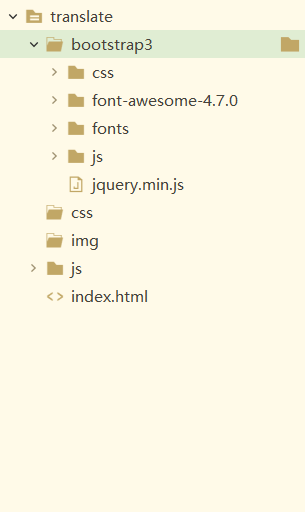 translate
bootstrap3
css
font-awesome-4.7.0
fonts
js
jquery.min.js
css
img
js
index.html